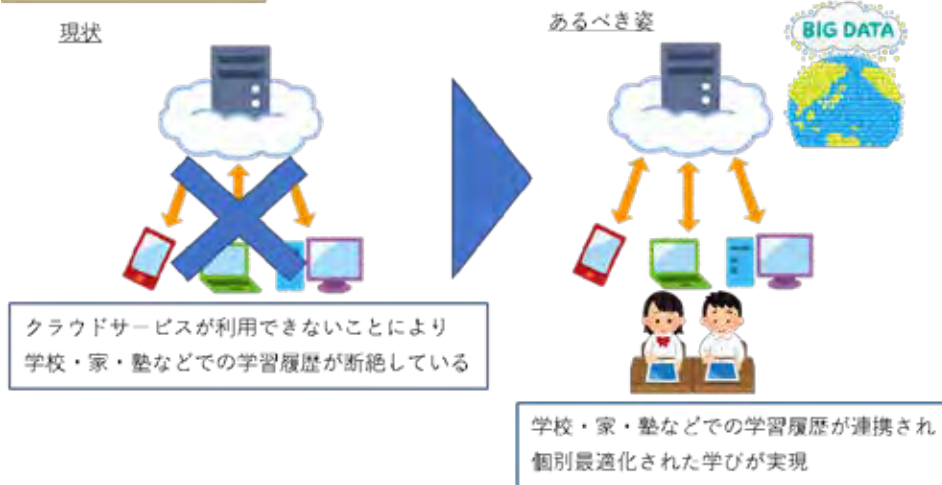 現状
クラウドサービスが利用できないことにより
学校・家・塾などでの学習履歴が断絶している
あるべき姿
BIG DATA
学校・家・塾などでの学習履歴が連携され
個別最適化された学びが実現